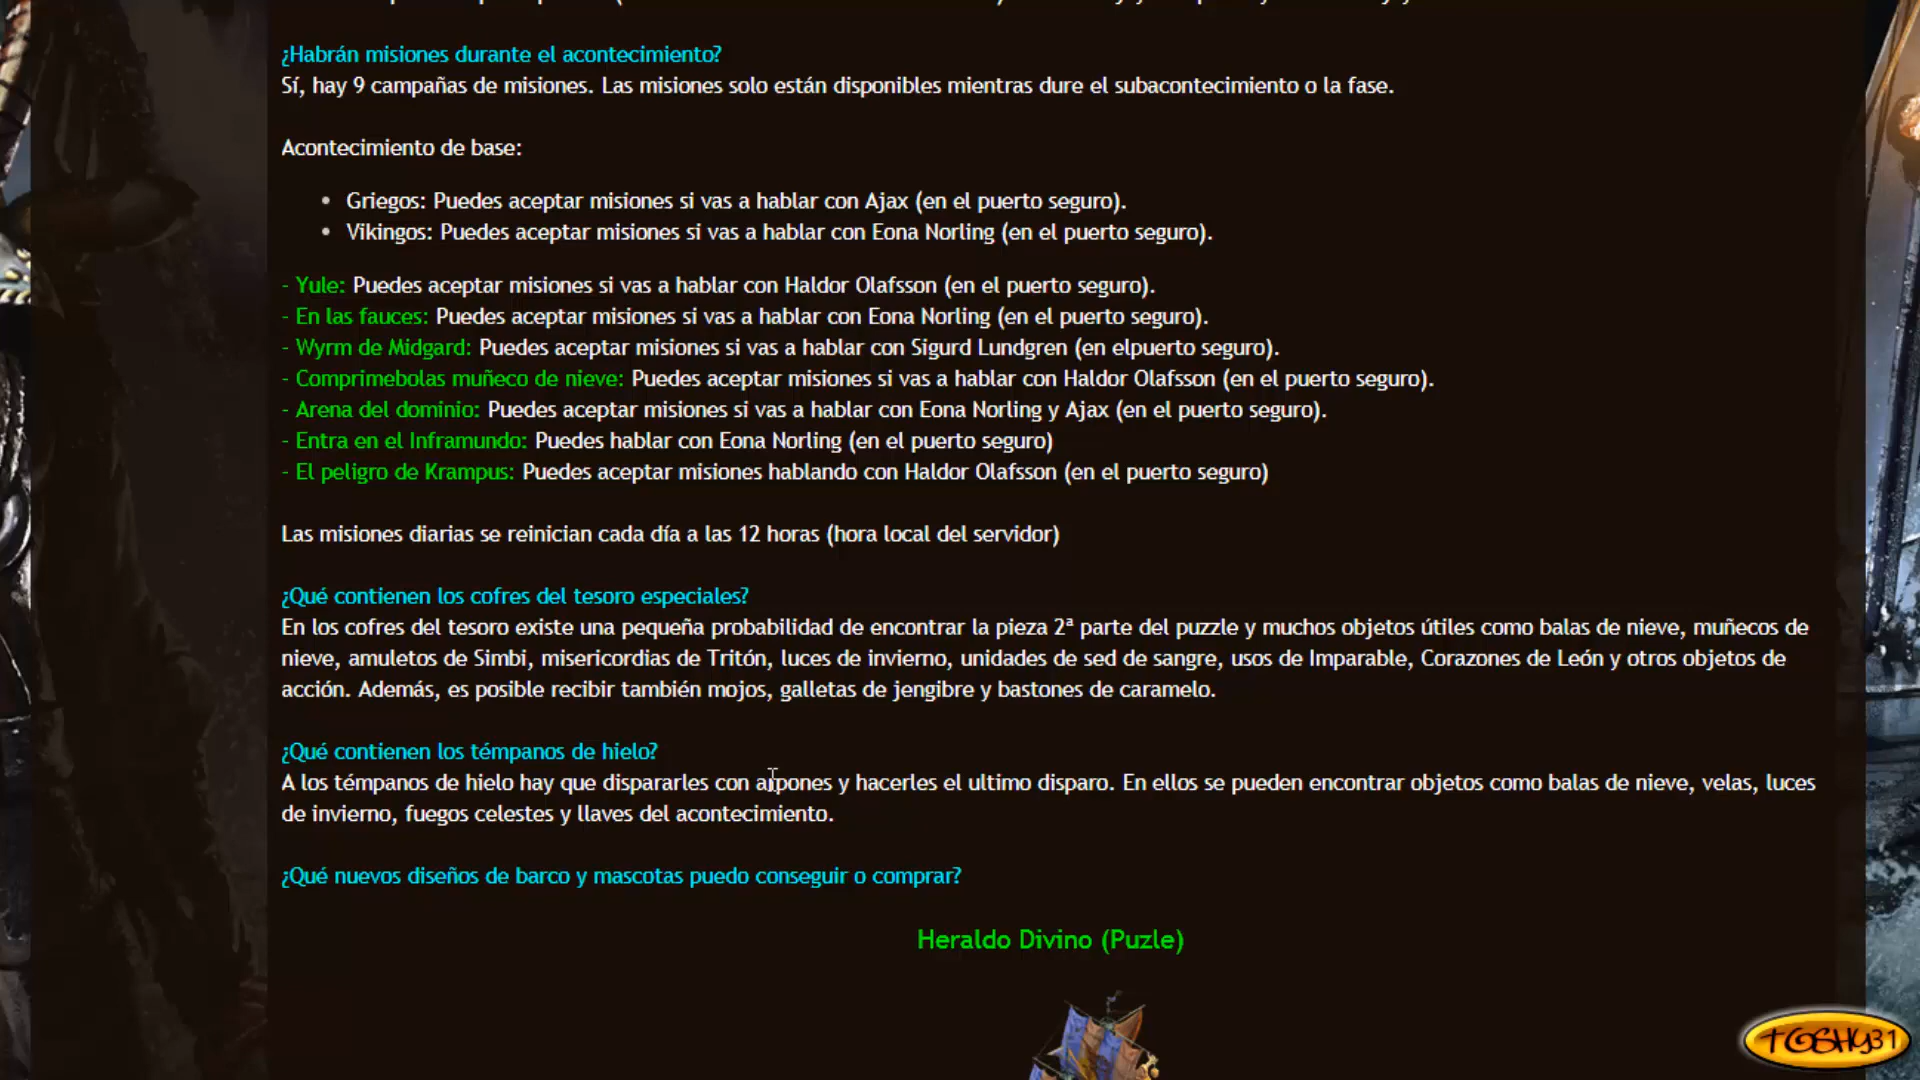 ¿Habrán misiones durante el acontecimiento?
Sí, hay 9 campañas de misiones. Las misiones solo están disponibles mientras dure el subacontecimiento o la fase.
Acontecimiento de base:
• Griegos: Puedes aceptar misiones si vas a hablar con Ajax (en el puerto seguro).
• Vikingos: Puedes aceptar misiones si vas a hablar con Eona Norling (en el puerto seguro).
- Yule: Puedes aceptar misiones si vas a hablar con Haldor Olafsson (en el puerto seguro).
- En las fauces: Puedes aceptar misiones si vas a hablar con Eona Norling (en el puerto seguro).
- Wyrm de Midgard: Puedes aceptar misiones si vas a hablar con Sigurd Lundgren (en elpuerto seguro).
- Comprimebolas muñeco de nieve: Puedes aceptar misiones si vas a hablar con Haldor Olafsson (en el puerto seguro).
- Arena del dominio: Puedes aceptar misiones si vas a hablar con Eona Norling y Ajax (en el puerto seguro).
- Entra en el Inframundo: Puedes hablar con Eona Norling (en el puerto seguro)
- El peligro de Krampus: Puedes aceptar misiones hablando con Haldor Olafsson (en el puerto seguro)
Las misiones diarias se reinician cada día a las 12 horas (hora local del servidor)
¿Qué contienen los cofres del tesoro especiales?
En los cofres del tesoro existe una pequeña probabilidad de encontrar la pieza 2ª parte del puzzle y muchos objetos útiles como balas de nieve, muñecos de
nieve, amuletos de Simbi, misericordias de Tritón, luces de invierno, unidades de sed de sangre, usos de Imparable, Corazones de León y otros objetos de
acción. Además, es posible recibir también mojos, galletas de jengibre y bastones de caramelo.
¿Qué contienen los témpanos de hielo?
A los témpanos de hielo hay que dispararles con arpones y hacerles el ultimo disparo. En ellos se pueden encontrar objetos como balas de nieve, velas, luces
de invierno, fuegos celestes y llaves del acontecimiento.
¿Qué nuevos diseños de barco y mascotas puedo conseguir o comprar?
Heraldo Divino (Puzle)
TOSHY31